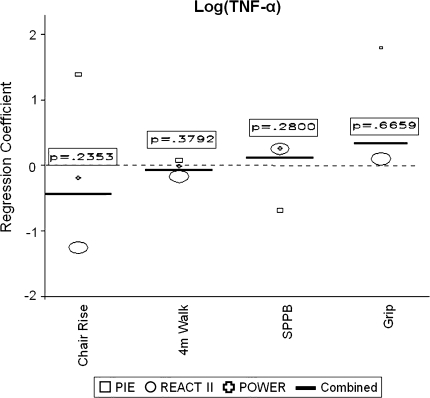 Log(TNF-α)
2
1
0
-1
-2
Regression Coefficient
p=.2353
p=.3792
p=.2800
p=.6659
Chair Rise
4m Walk
SPPB
Grip
PIE REACT II POWER Combined